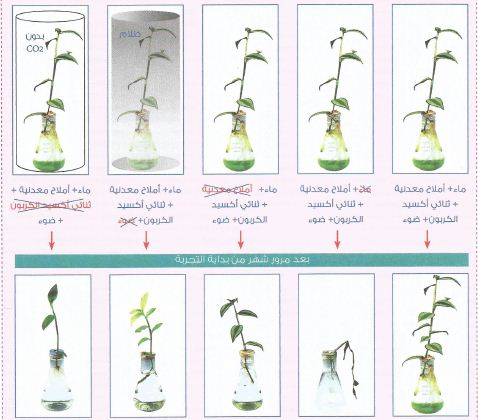 بدون
CO2
ظلام
ماء+ أملاح معدنية
+ ثنائي أكسيد
الكربون+ ضوء
ماء+ أملاح معدنية
+ ثنائي أكسيد
الكربون+ ضوء
ماء+ أملاح معدنية
+ ثنائي أكسيد
الكربون+ ضوء
ماء+ أملاح معدنية
+ ثنائي أكسيد
الكربون+ ضوء
ماء+ أملاح معدنية +
ثنائي أكسيد الكربون
+ ضوء
بعد مرور شهر من بداية التجربة